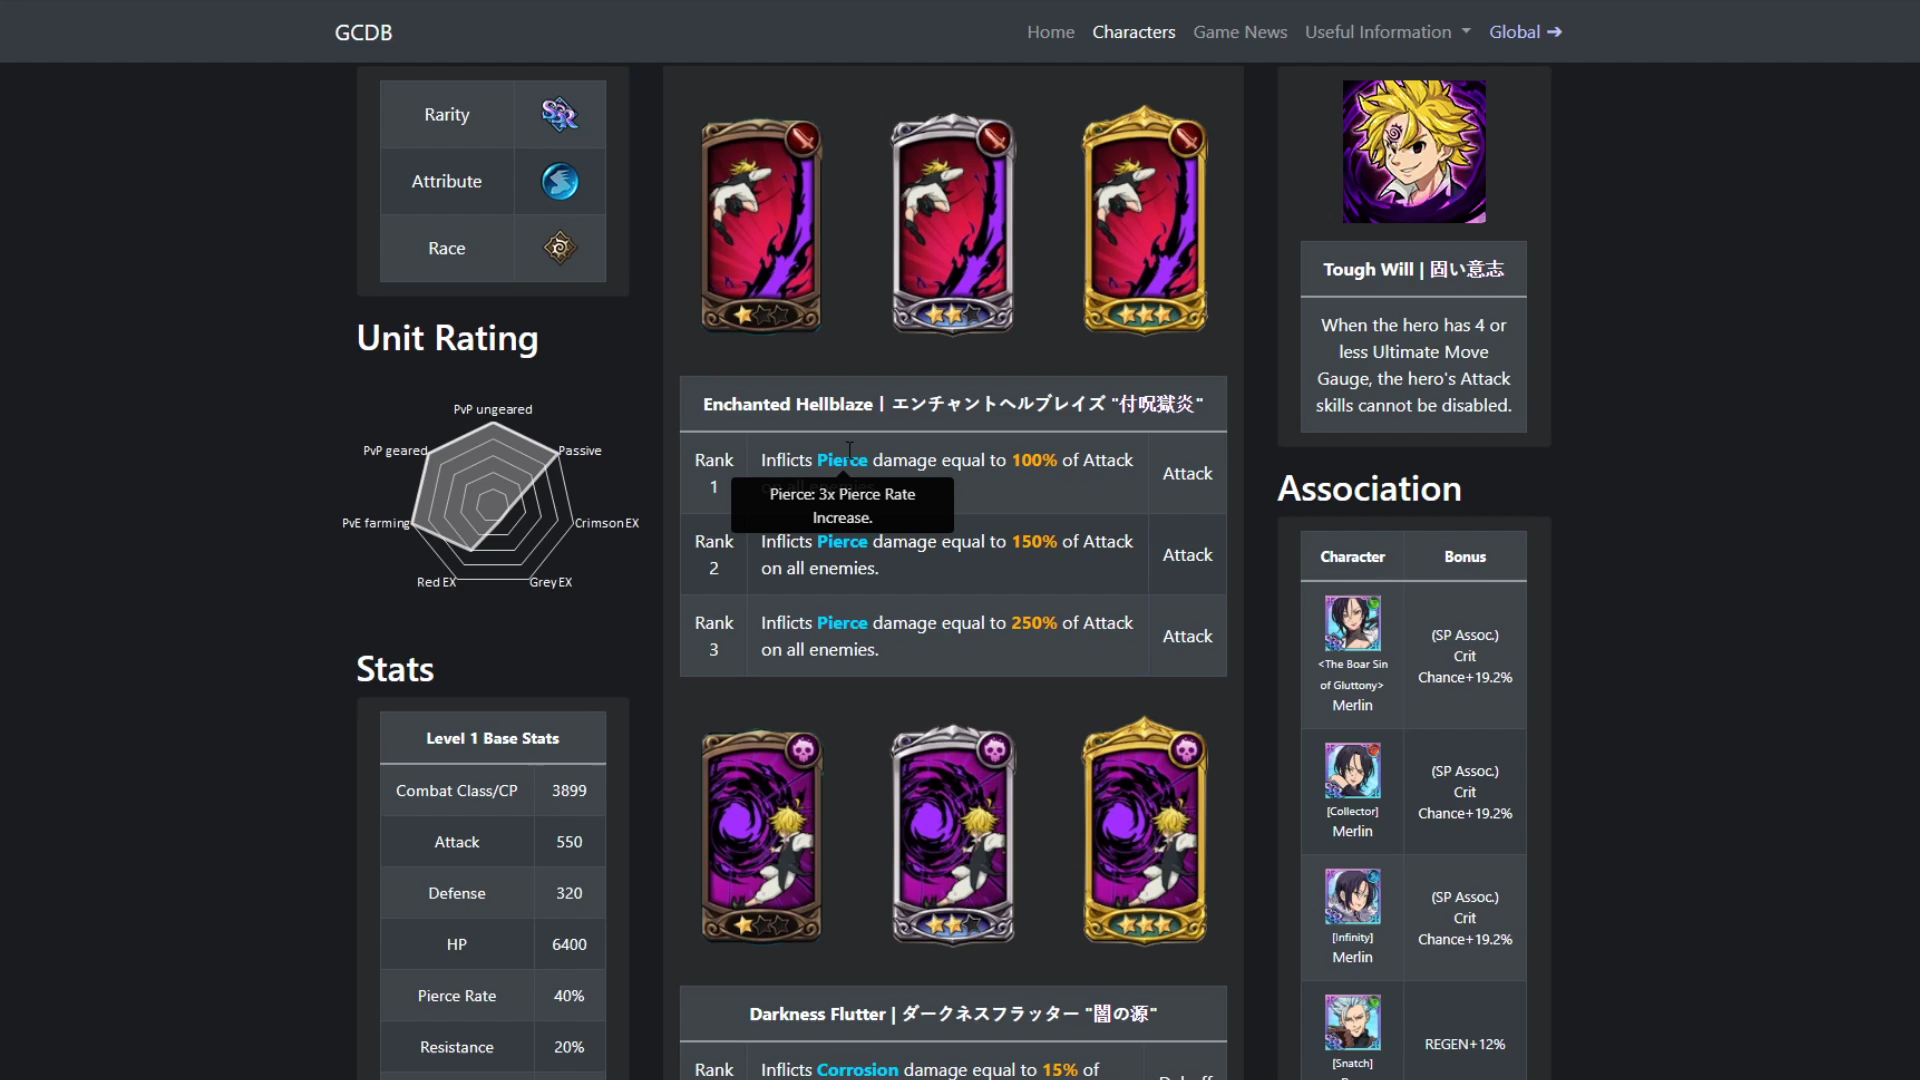 GCDB
Home
Characters
Game News
Useful Information
Global ➔
Rarity
SSR
Attribute
Race
Unit Rating
PvP ungeared
PvP geared
Passive
PvE farming
Crimson EX
Red EX
Grey EX
Stats
Level 1 Base Stats
Combat Class/CP 3899
Attack 550
Defense 320
HP 6400
Pierce Rate 40%
Resistance 20%
Enchanted Hellblaze | エンチャントヘルブレイズ "付呪獄炎"
Rank
1
Inflicts Pierce damage equal to 100% of Attack
on all enemies.
Attack
Pierce: 3x Pierce Rate
Increase.
Rank
2
Inflicts Pierce damage equal to 150% of Attack
on all enemies.
Attack
Rank
3
Inflicts Pierce damage equal to 250% of Attack
on all enemies.
Attack
Darkness Flutter | ダークネスフラッター "闇の源"
Rank
Inflicts Corrosion damage equal to 15% of
Tough Will | 固い意志
When the hero has 4 or
less Ultimate Move
Gauge, the hero's Attack
skills cannot be disabled.
Association
Character
Bonus
<The Boar Sin
of Gluttony>
Merlin
(SP Assoc.)
Crit
Chance+19.2%
[Collector]
Merlin
(SP Assoc.)
Crit
Chance+19.2%
[Infinity]
Merlin
(SP Assoc.)
Crit
Chance+19.2%
[Snatch]
REGEN+12%